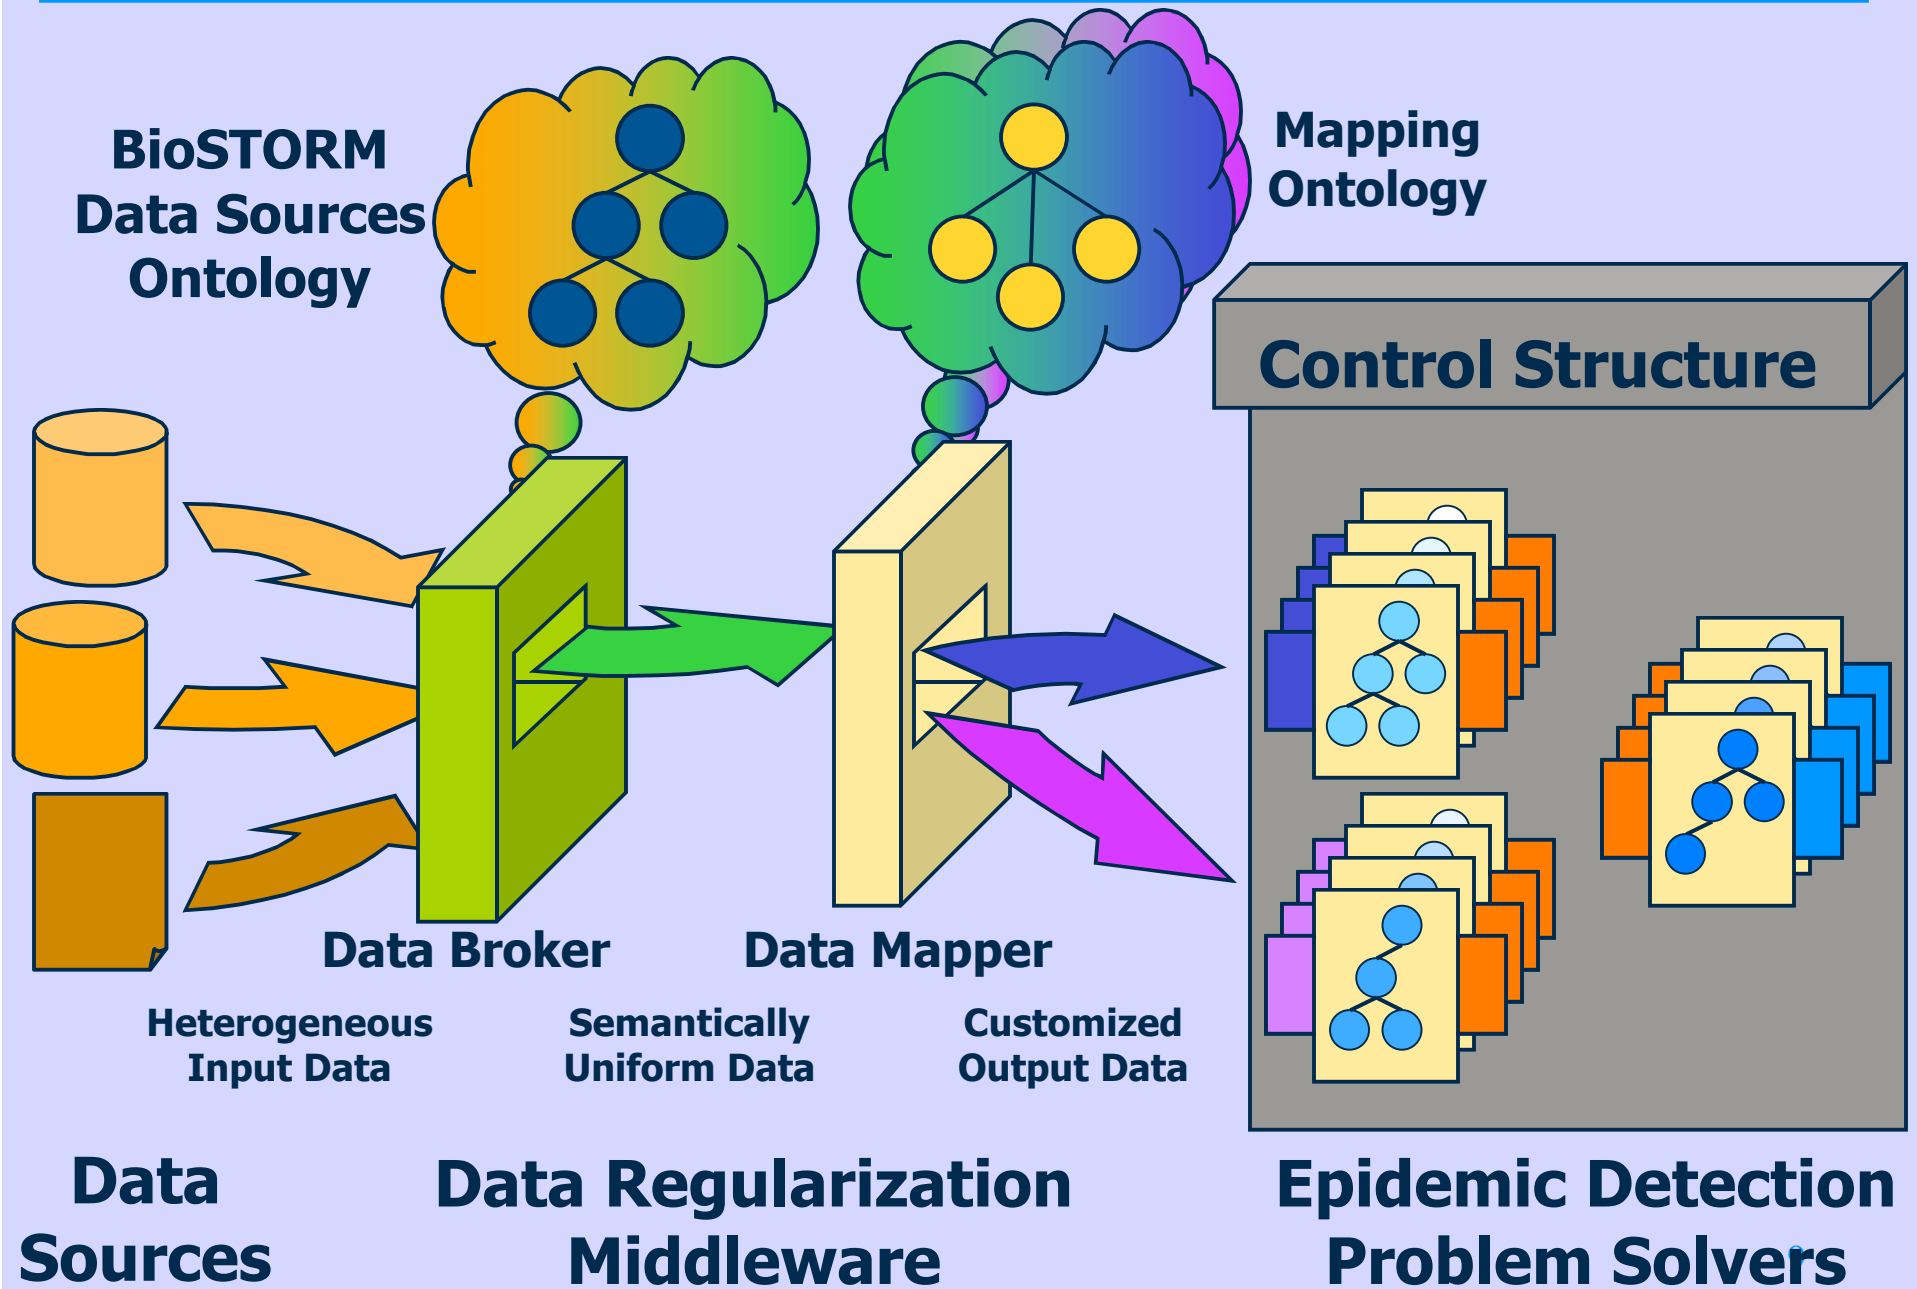 BioSTORM
Data Sources
Ontology
Mapping
Ontology
Control Structure
Data Broker
Data Mapper
Heterogeneous
Input Data
Semantically
Uniform Data
Customized
Output Data
Data
Sources
Data Regularization
Middleware
Epidemic Detection
Problem Solvers